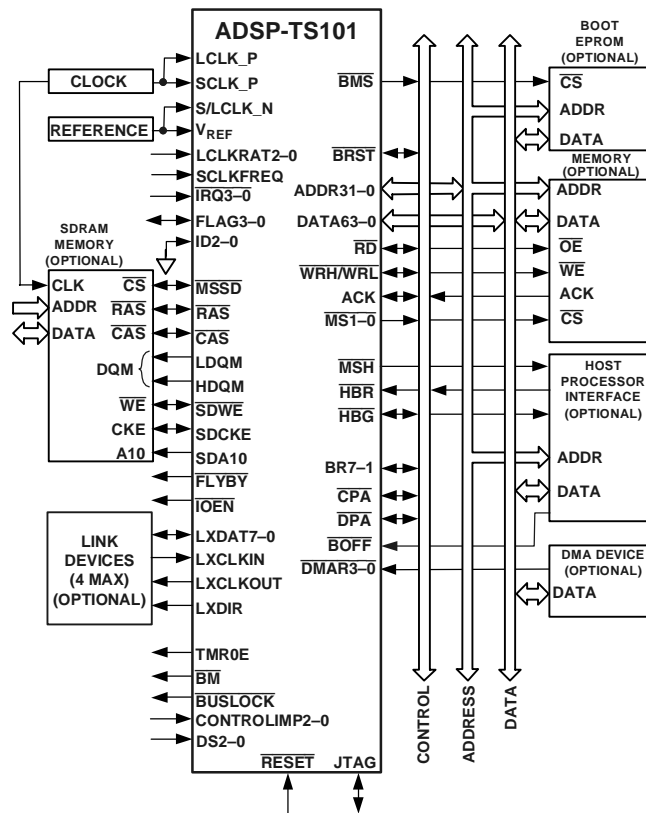 ADSP-TS101
CLOCK
REFERENCE
LCLK_P
SCLK_P
S/LCLK_N
VREF
LCLKRAT2–0
SCLKFREQ
IRQ3–0
FLAG3–0
ID2–0
SDRAM
MEMORY
(OPTIONAL)
CLK
ADDR
DATA
CS
RAS
CAS
DQM
WE
CKE
A10
MSSD
RAS
CAS
LDQM
HDQM
SDWE
SDCKE
SDA10
FLYBY
IOEN
LINK
DEVICES
(4 MAX)
(OPTIONAL)
LXDAT7–0
LXCLKIN
LXCLKOUT
LXDIR
TMR0E
BM
BUSLOCK
CONTROLIMP2–0
DS2–0
RESET
JTAG
BMS
BRST
ADDR31–0
DATA63–0
RD
WRH/WRL
ACK
MS1–0
MSH
HBR
HBG
BR7–1
CPA
DPA
BOFF
DMAR3–0
CONTROL
ADDRESS
DATA
BOOT
EPROM
(OPTIONAL)
CS
ADDR
DATA
MEMORY
(OPTIONAL)
ADDR
DATA
OE
WE
ACK
CS
HOST
PROCESSOR
INTERFACE
(OPTIONAL)
ADDR
DATA
DMA DEVICE
(OPTIONAL)
DATA